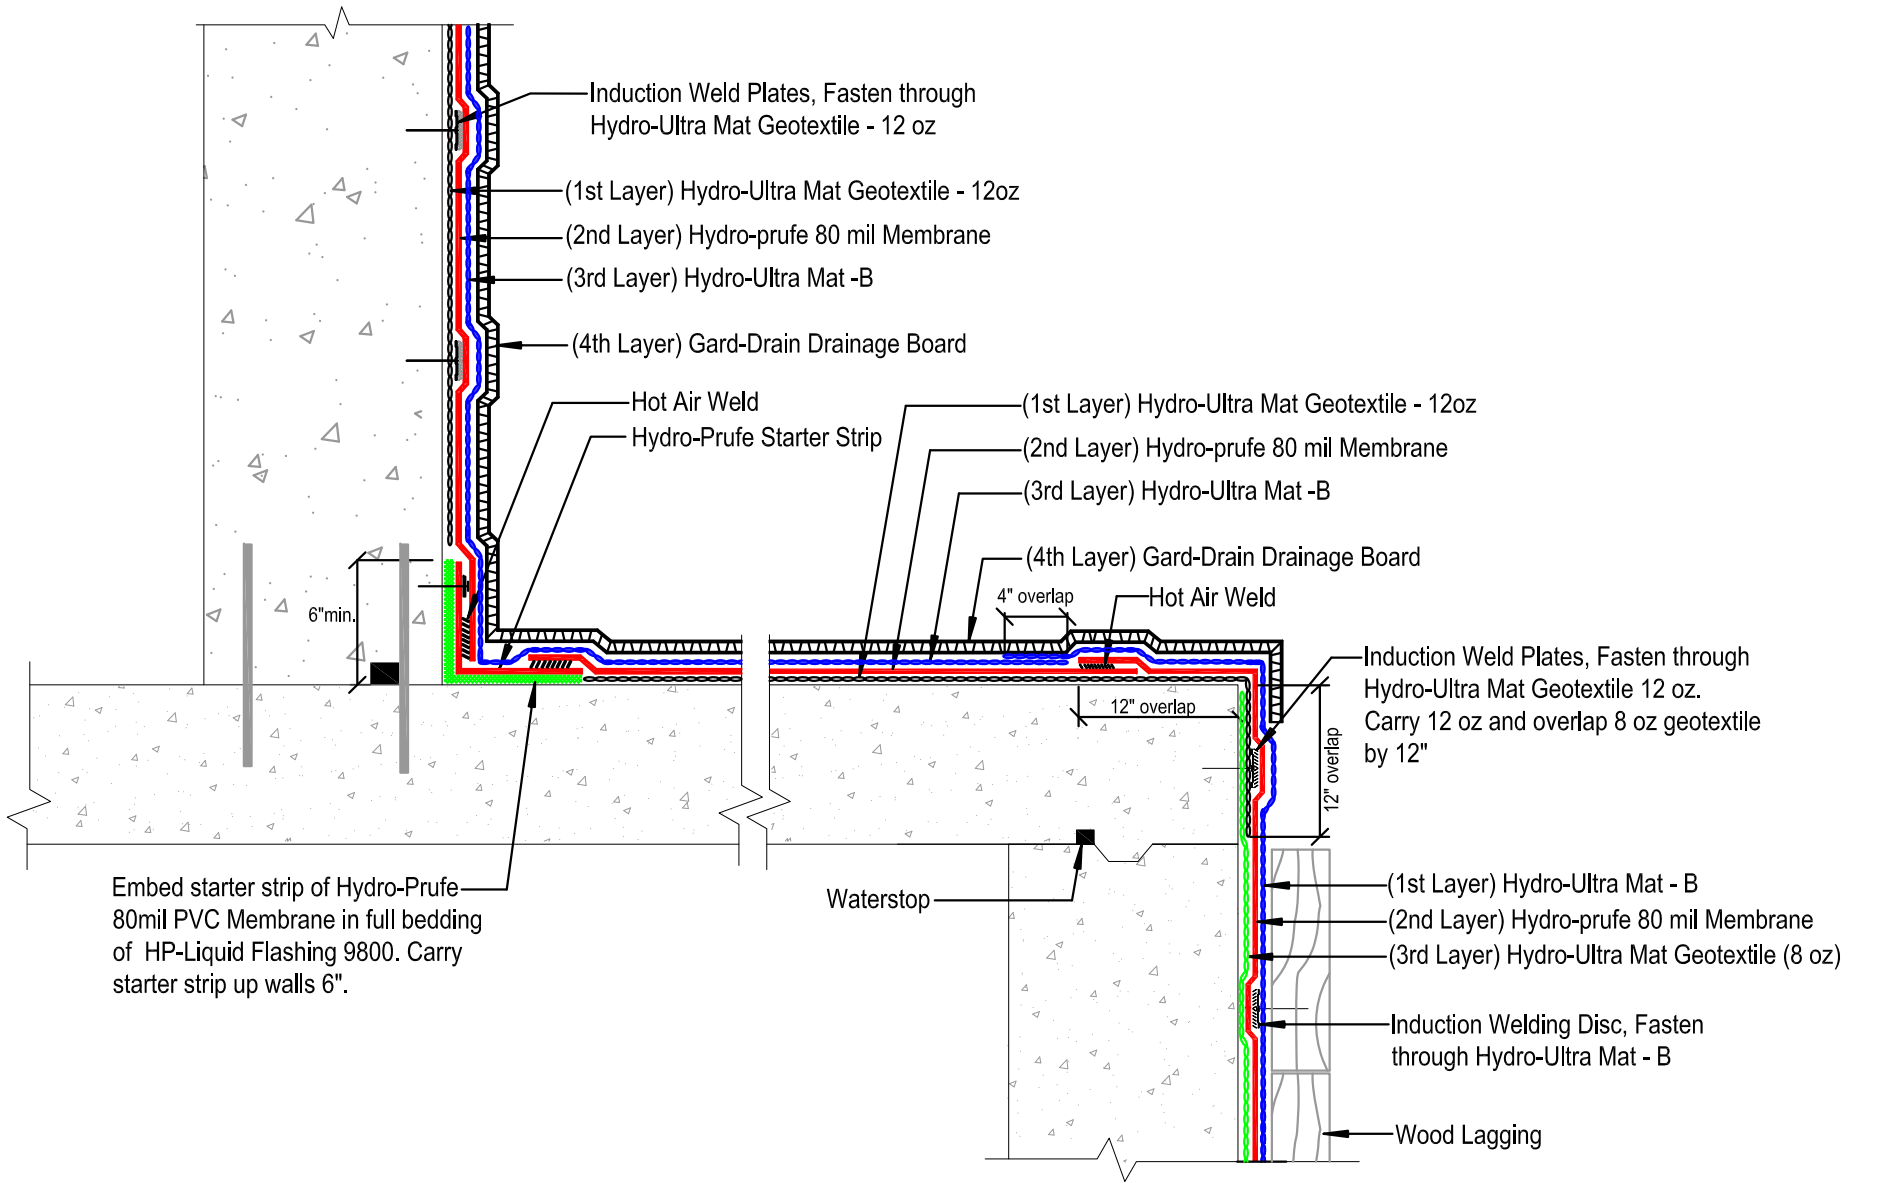 Induction Weld Plates, Fasten through
Hydro-Ultra Mat Geotextile - 12 oz
(1st Layer) Hydro-Ultra Mat Geotextile - 12oz
(2nd Layer) Hydro-prufe 80 mil Membrane
(3rd Layer) Hydro-Ultra Mat -B
(4th Layer) Gard-Drain Drainage Board
Hot Air Weld
Hydro-Prufe Starter Strip
(1st Layer) Hydro-Ultra Mat Geotextile - 12oz
(2nd Layer) Hydro-prufe 80 mil Membrane
(3rd Layer) Hydro-Ultra Mat -B
(4th Layer) Gard-Drain Drainage Board
4" overlap
Hot Air Weld
6"min.
Induction Weld Plates, Fasten through
Hydro-Ultra Mat Geotextile 12 oz.
Carry 12 oz and overlap 8 oz geotextile
by 12"
12" overlap
12" overlap
Embed starter strip of Hydro-Prufe
80mil PVC Membrane in full bedding
of HP-Liquid Flashing 9800. Carry
starter strip up walls 6".
Waterstop
(1st Layer) Hydro-Ultra Mat - B
(2nd Layer) Hydro-prufe 80 mil Membrane
(3rd Layer) Hydro-Ultra Mat Geotextile (8 oz)
Induction Welding Disc, Fasten
through Hydro-Ultra Mat - B
Wood Lagging